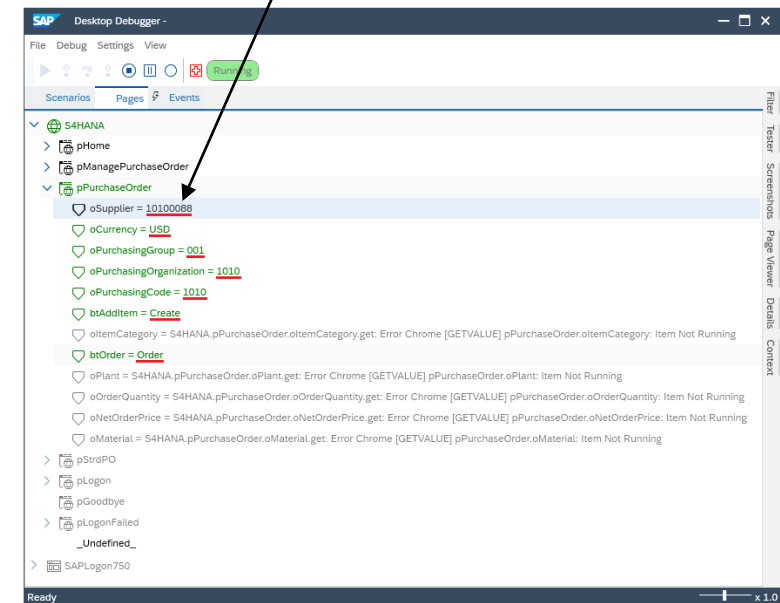 SAP Desktop Debugger -
File Debug Settings View
Running
Scenarios Pages Events
S4HANA
pHome
pManagePurchaseOrder
pPurchaseOrder
oSupplier = 10100088
oCurrency = USD
oPurchasingGroup = 001
oPurchasingOrganization = 1010
oPurchasingCode = 1010
btAddItem = Create
oItemCategory = S4HANA.pPurchaseOrder.oItemCategory.get: Error Chrome [GETVALUE] pPurchaseOrder.oItemCategory: Item Not Running
btOrder = Order
oPlant = S4HANA.pPurchaseOrder.oPlant.get: Error Chrome [GETVALUE] pPurchaseOrder.oPlant: Item Not Running
oOrderQuantity = S4HANA.pPurchaseOrder.oOrderQuantity.get: Error Chrome [GETVALUE] pPurchaseOrder.oOrderQuantity: Item Not Running
oNetOrderPrice = S4HANA.pPurchaseOrder.oNetOrderPrice.get: Error Chrome [GETVALUE] pPurchaseOrder.oNetOrderPrice: Item Not Running
oMaterial = S4HANA.pPurchaseOrder.oMaterial.get: Error Chrome [GETVALUE] pPurchaseOrder.oMaterial: Item Not Running
pStrdPO
pLogon
pGoodbye
pLogonFailed
_Undefined_
SAPLogon750
Filter
Tester
Screenshots
Page Viewer
Details
Context
Ready
x 1.0